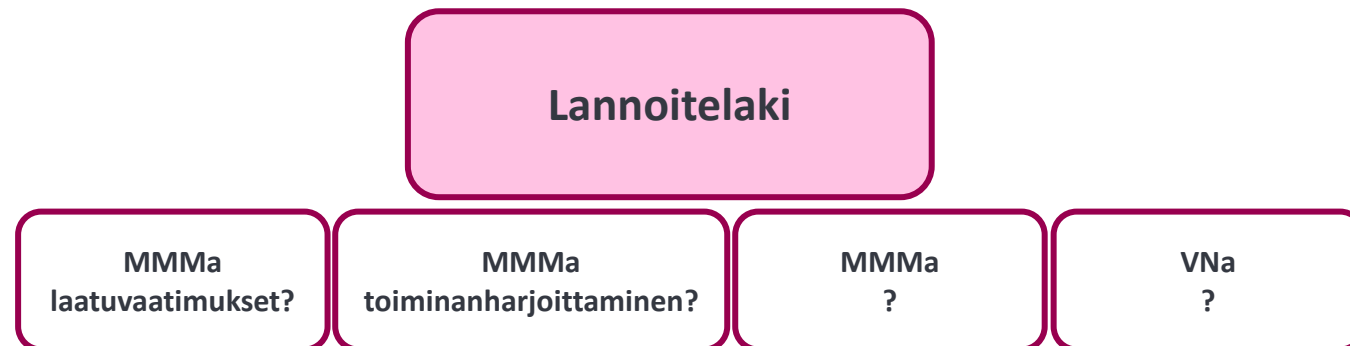 Lannoitelaki
MMMa
laatuvaatimukset?
MMMa
toiminanharjoittaminen?
MMMa
?
VNa
?